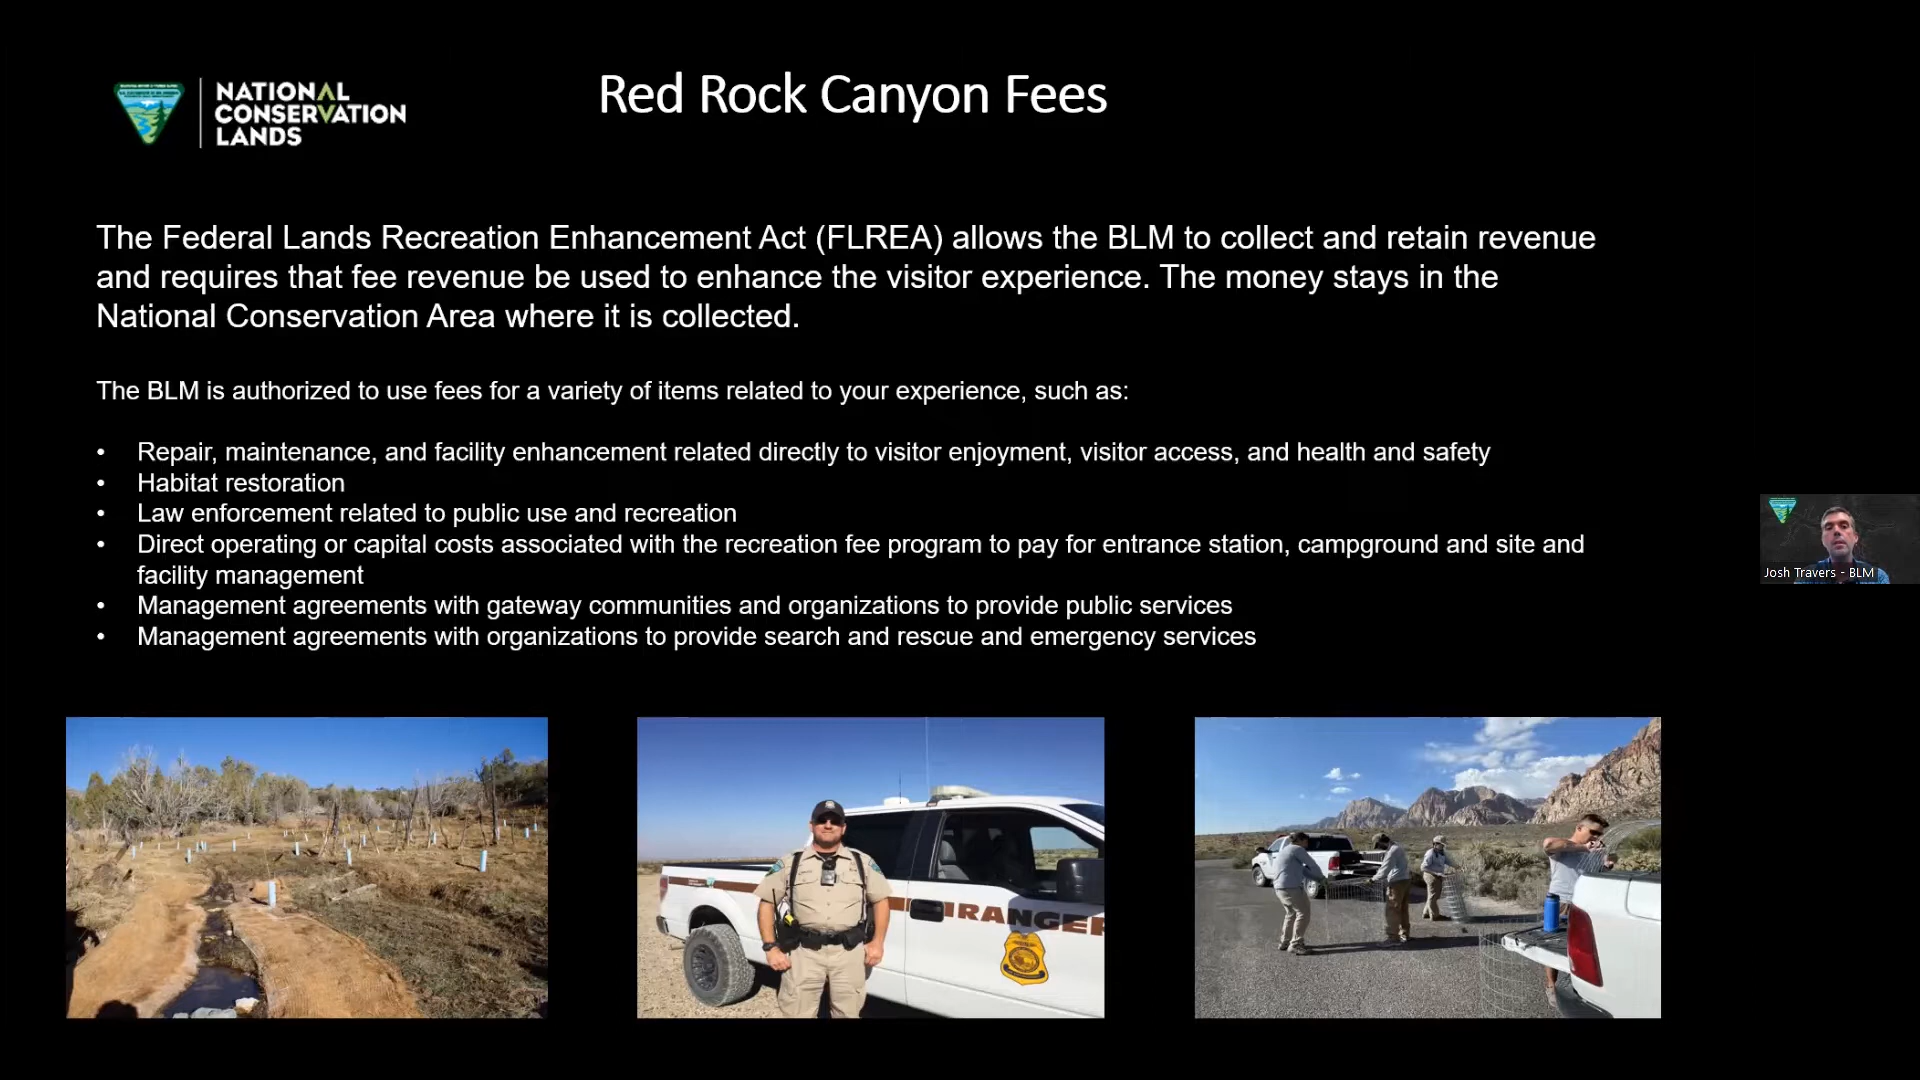 NATIONAL
CONSERVATION
LANDS
Red Rock Canyon Fees
The Federal Lands Recreation Enhancement Act (FLREA) allows the BLM to collect and retain revenue
and requires that fee revenue be used to enhance the visitor experience. The money stays in the
National Conservation Area where it is collected.
The BLM is authorized to use fees for a variety of items related to your experience, such as:
• Repair, maintenance, and facility enhancement related directly to visitor enjoyment, visitor access, and health and safety
• Habitat restoration
• Law enforcement related to public use and recreation
• Direct operating or capital costs associated with the recreation fee program to pay for entrance station, campground and site and
facility management
• Management agreements with gateway communities and organizations to provide public services
• Management agreements with organizations to provide search and rescue and emergency services
Josh Travers - BLM
RANGER